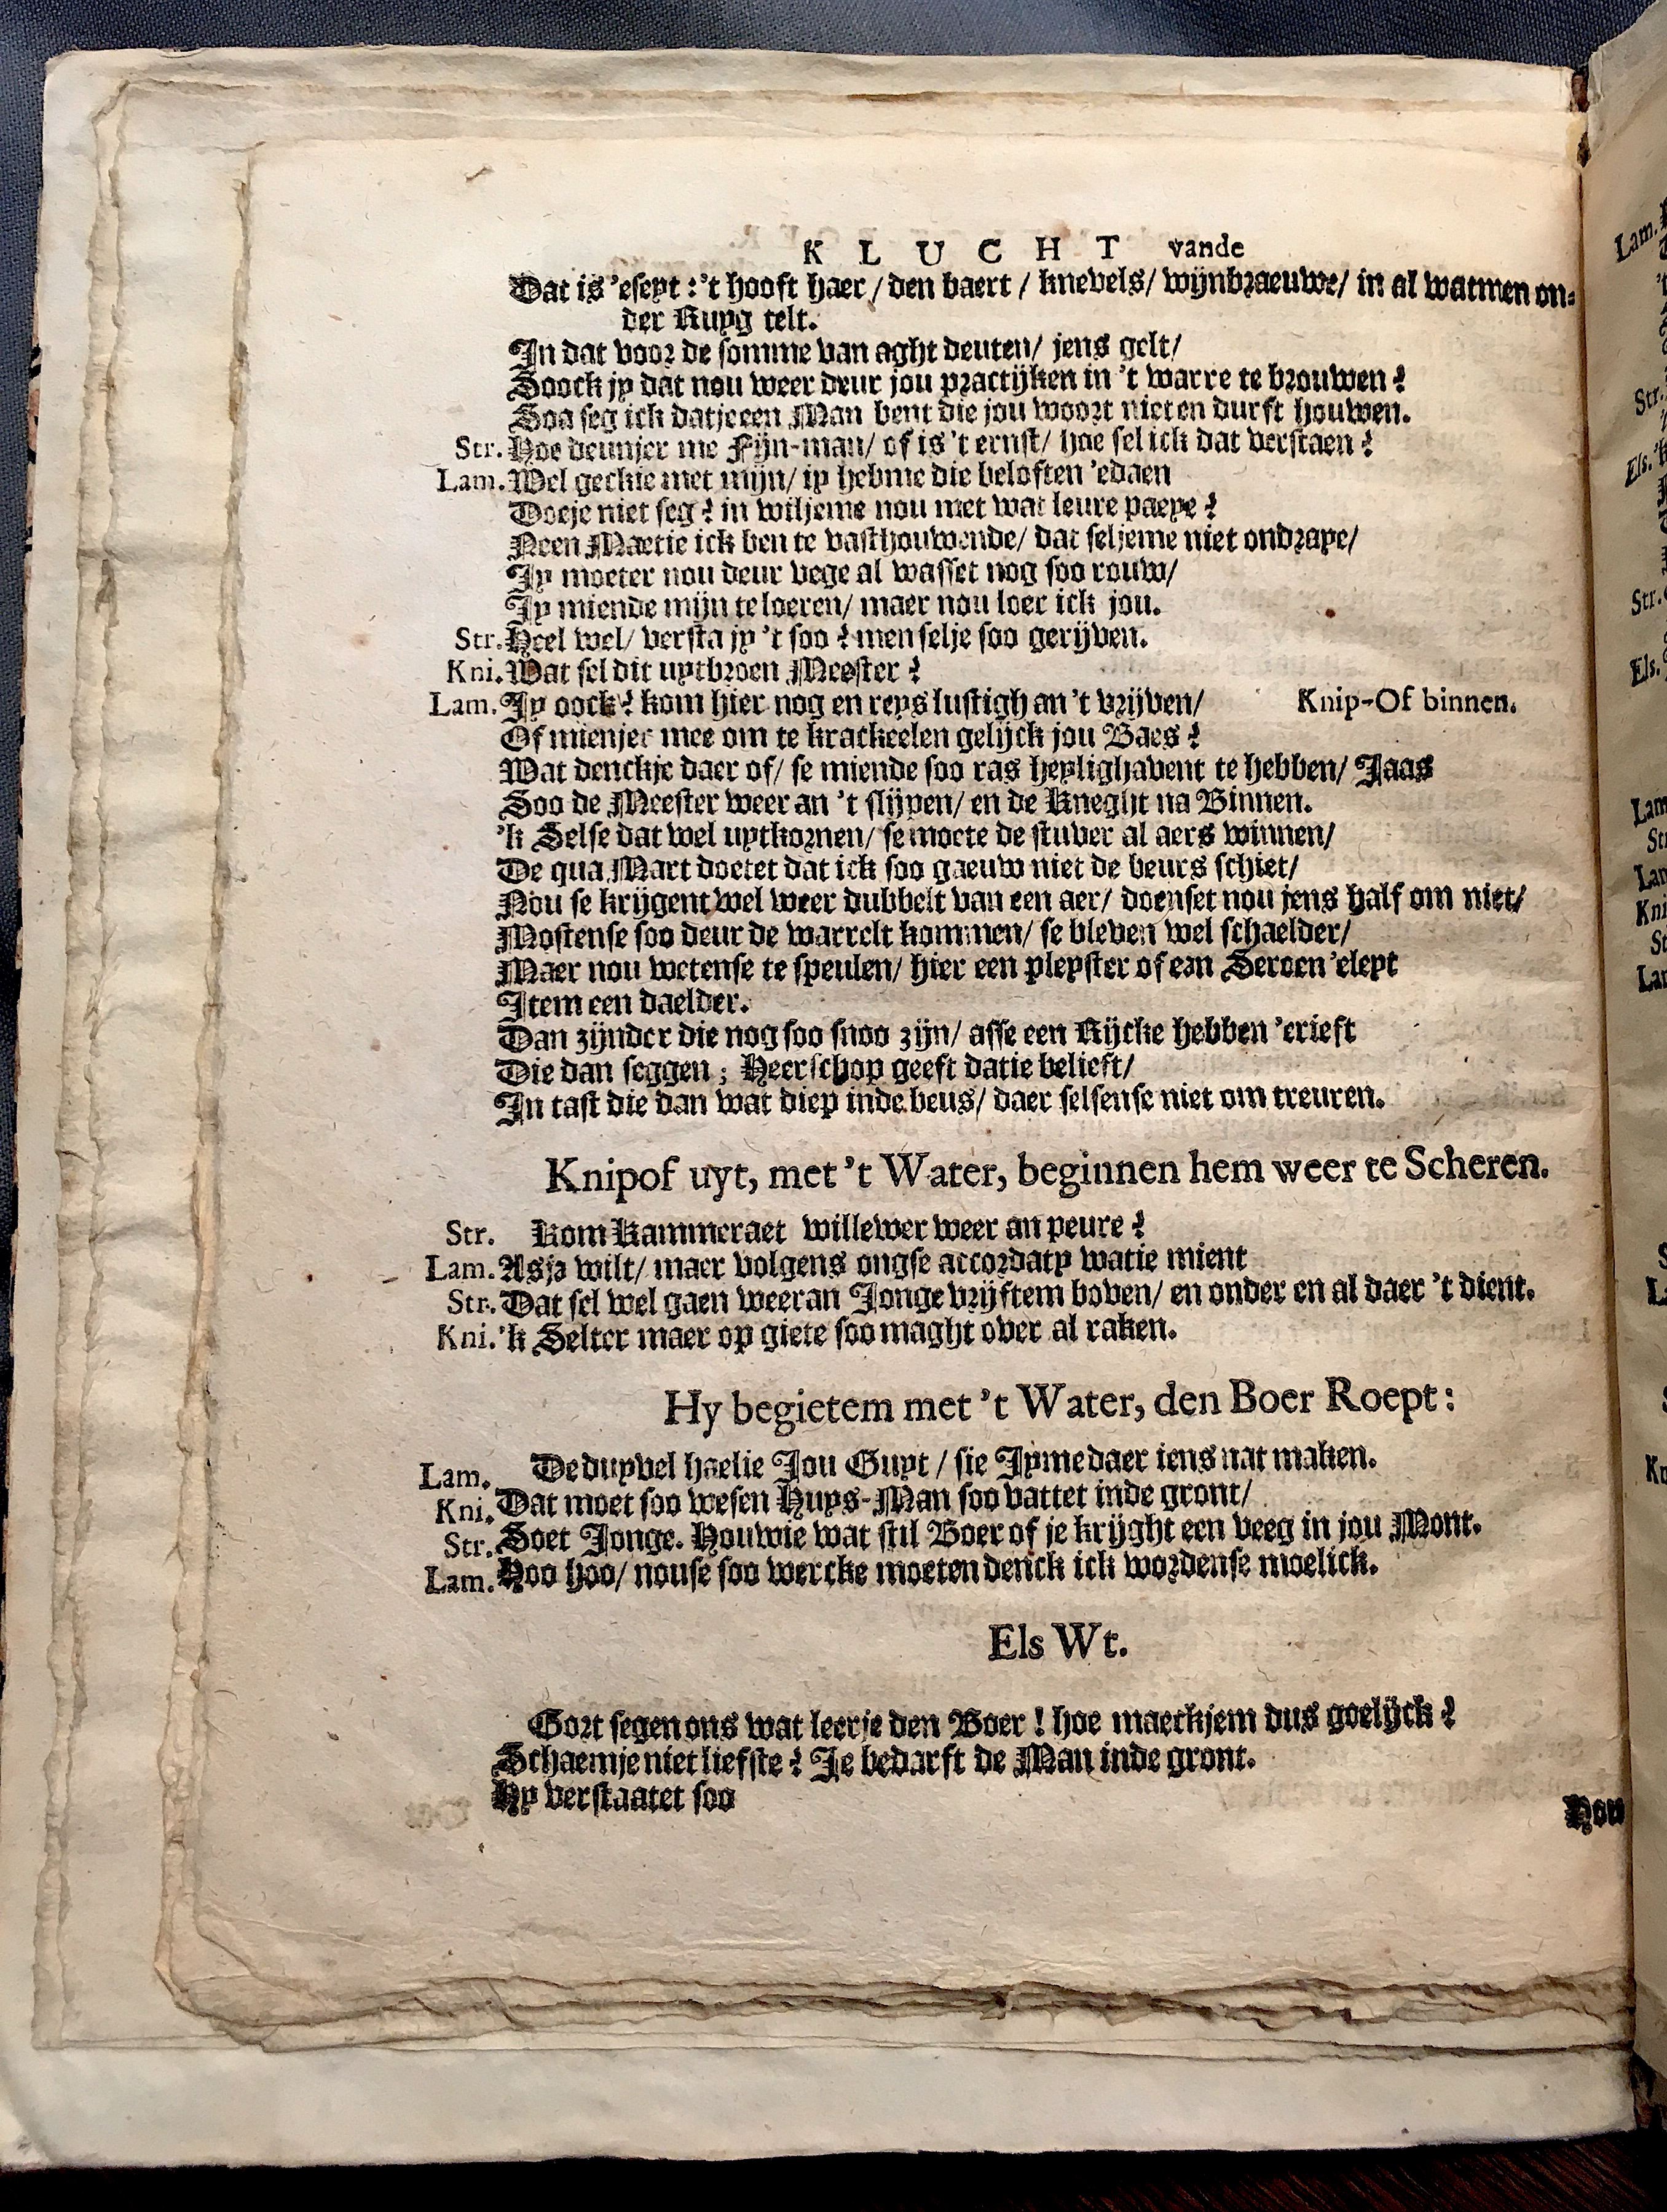 KLUCHT vande
Dat is 'eseyt : 't hooft haer / den baert / knevels / wijnbraeuwe / in al watmen on-
der Ruyg telt.
In dat voor de somme van aght deuten / jens gelt /
Soock jy dat nou weer deur jou practijken in 't warre te brouwen ?
Soa seg ick datje een Man bent die jou woort niet en durft houwen.
Str. Hoe deunjer me Fijn-man / of is 't ernst / hoe sel ick dat verstaen ?
Lam. Wel geckie met mijn / jy hebme die beloften 'edaen
Doeje niet seg ? in wiljeme nou met wat leure paeye ?
Neen Maetie ick ben te vasthouwende / dat seljeme niet ondraye /
Jy moeter nou deur vege al wasset nog soo rouw /
Jy miende mijn te loeren / maer nou loer ick jou.
Str. Heel wel / versta jy 't soo ? men selje soo gerijven.
Kni. Wat sel dit uytbroen Meester ?
Lam. Jy oock ? kom hier nog en reys lustigh an 't vrijven / Knip-Of binnen.
Of mienjer mee om te krackeelen gelijck jou Baes ?
Wat denckje daer of / se miende soo ras heylighavent te hebben / Jaas
Soo de Meester weer an 't slijpen / en de Kneght na Binnen.
'k Selse dat wel uytkornen / se moete de stuver al aers winnen /
De qua Mart doetet dat ick soo gaeuw niet de beurs schiet /
Nou se krijgent wel weer dubbelt van een aer / doenset nou jens half om niet /
Mostense soo deur de warrelt kommen / se bleven wel schaelder /
Maer nou wetense te speulen / hier een pleyster of ean Seroen 'eleyt
Item een daelder.
Dan zijnder die nog soo snoo zijn / asse een Rijcke hebben 'erieft
Die dan seggen ; Heerschop geeft datie belieft /
In tast die dan wat diep inde beus / daer selsense niet om treuren.
Knipof uyt, met 't Water, beginnen hem weer te Scheren.
Str. Kom Kammeraet willewer weer an peure ?
Lam. Asja wilt / maer volgens ongse accordaty watie mient
Str. Dat sel wel gaen weer an Jonge vrijftem boven / en onder en al daer 't dient.
Kni. 'k Selter maer op giete soo maght over al raken.
Hy begietem met 't Water, den Boer Roept :
Lam. De duyvel haelie Jou Guyt / sie Jyme daer iens nat maken.
Kni. Dat moet soo wesen Huys-Man soo vattet inde gront /
Str. Soet Jonge. Houwie wat stil Boer of je krijght een veeg in jou Mont.
Lam. Hoo hoo / nouse soo wercke moeten denck ick wordense moelick.
Els Wt.
Gort segen ons wat leerje den Boer ! hoe maeckjem dus goelijck ?
Schaemje niet liefste ? Je bedarft de Man inde gront.
Hy verstaatet soo
Nou